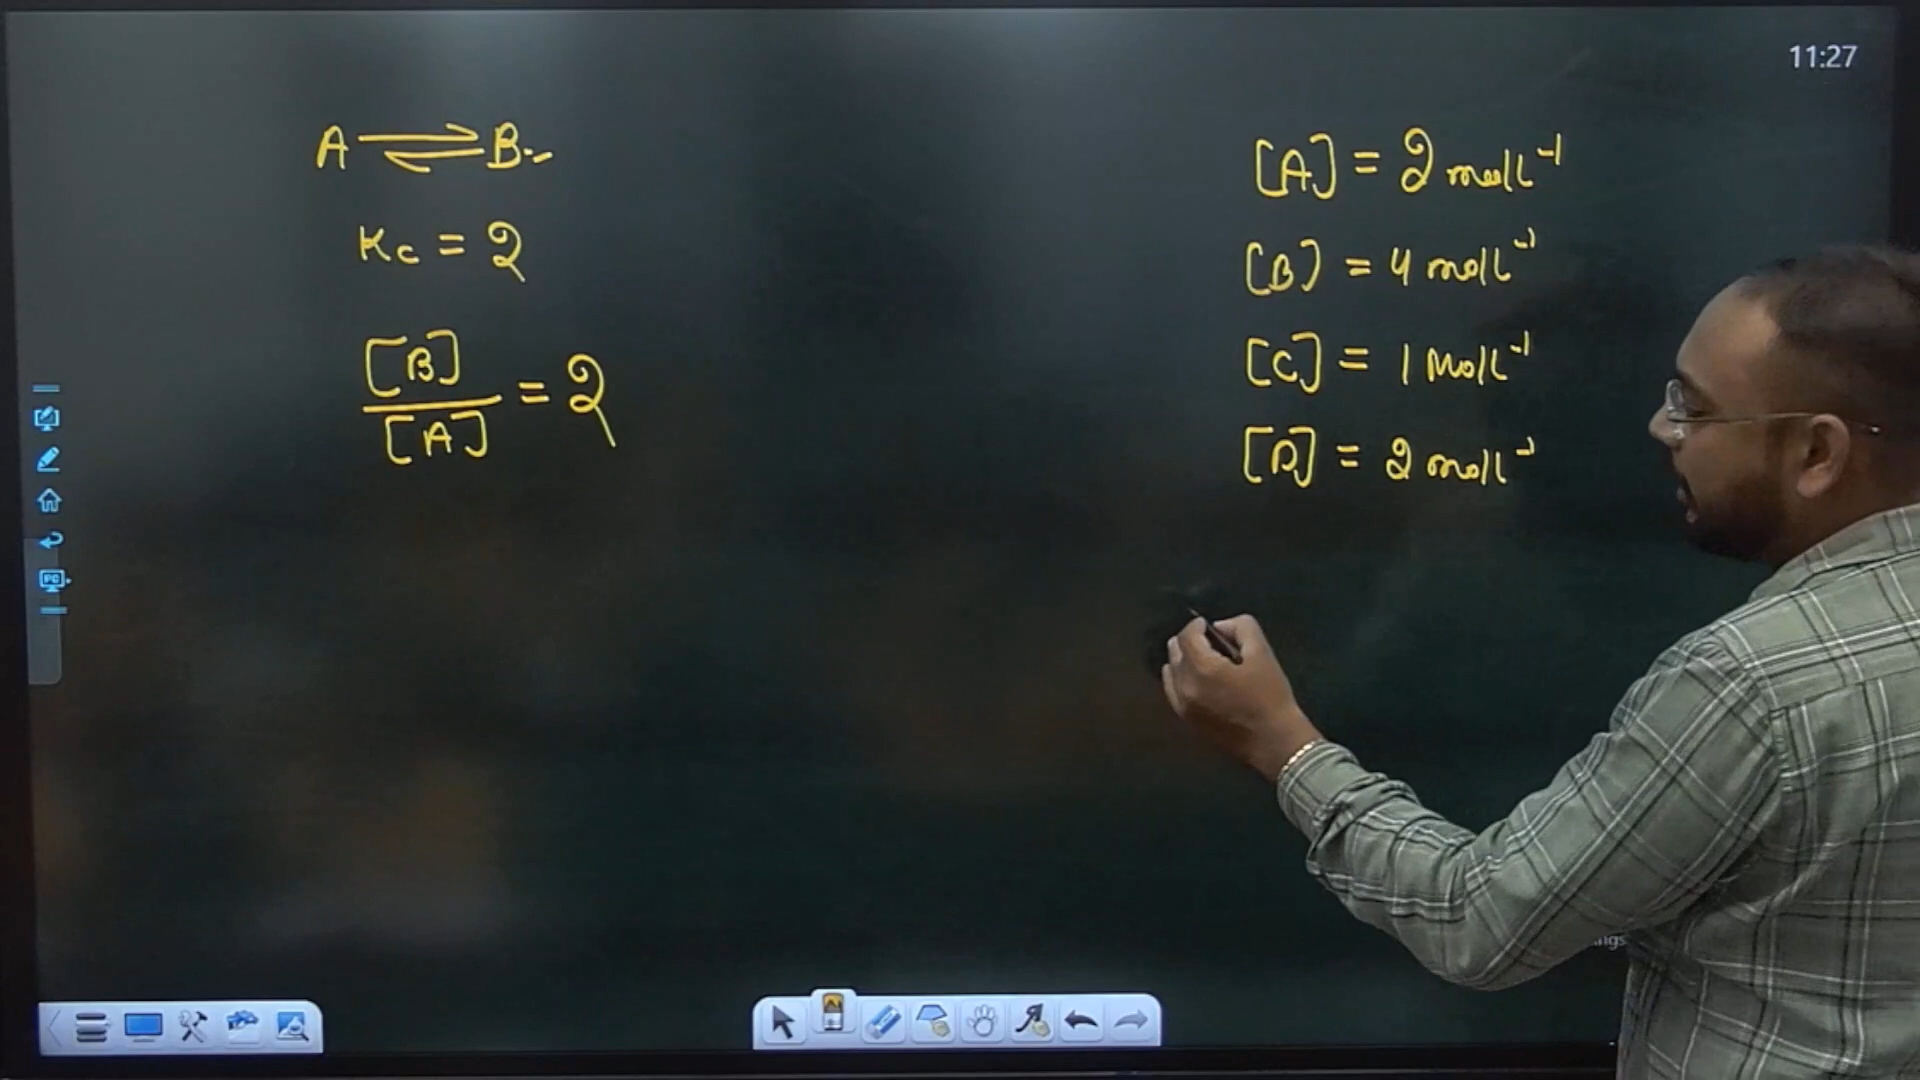 11:27
A ⇌ B
Kc = 2
[B]
[A] = 2
[A] = 2 mol l⁻¹
[B] = 4 mol l⁻¹
[C] = 1 Mol l⁻¹
[D] = 2 mol l⁻¹